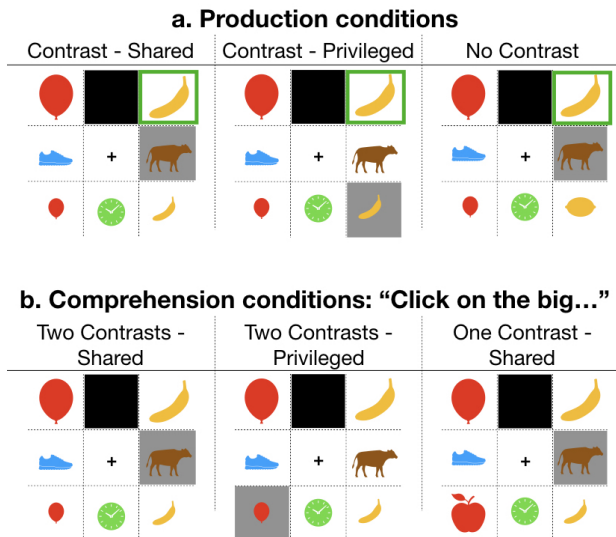 a. Production conditions
Contrast - Shared
Contrast - Privileged
No Contrast
+
+
+
b. Comprehension conditions: “Click on the big...”
Two Contrasts -
Shared
Two Contrasts -
Privileged
One Contrast -
Shared
+
+
+